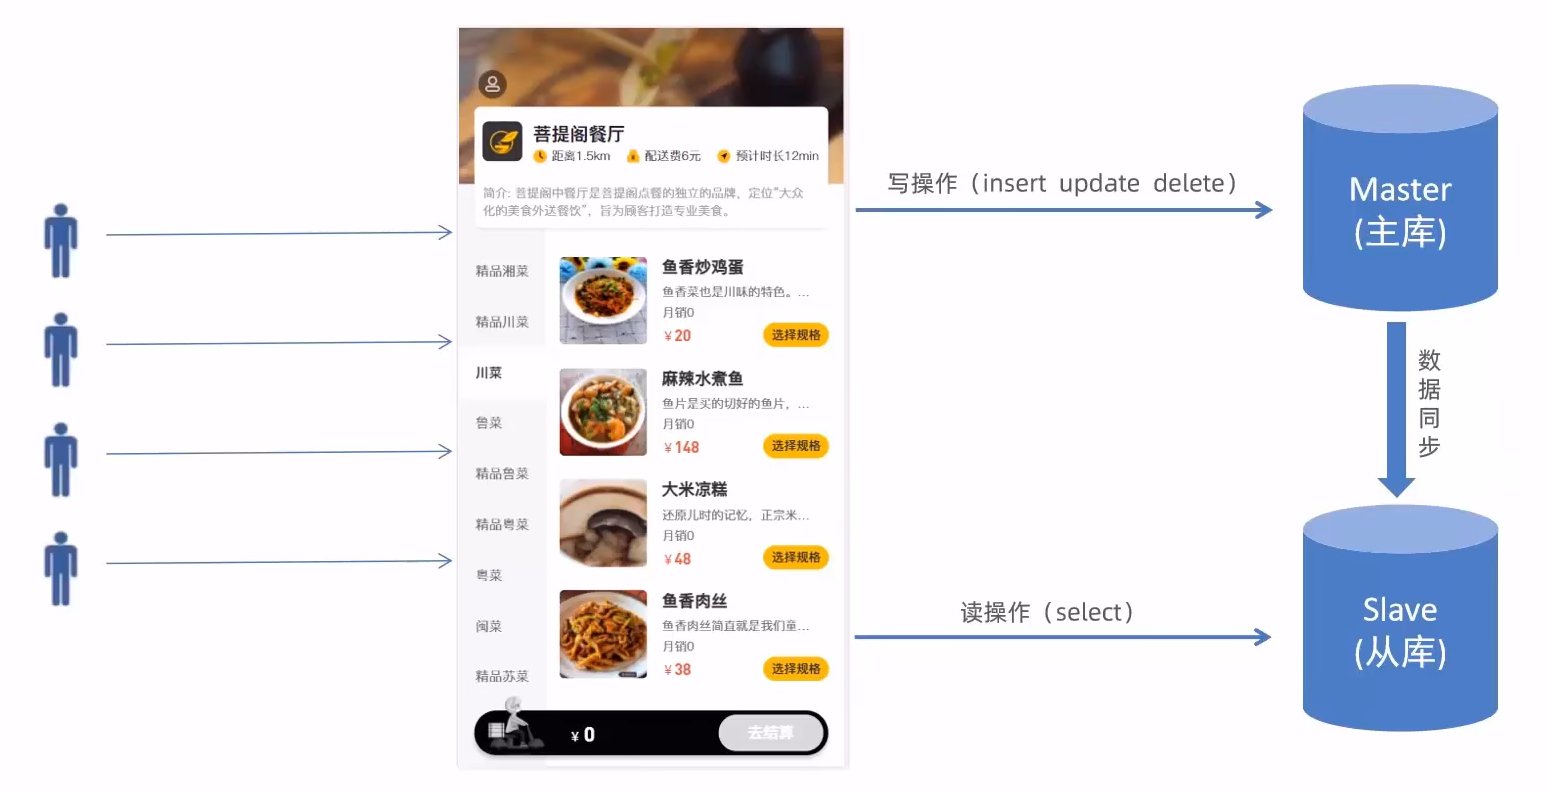 菩提阁餐厅
距离1.5km 配送费6元 预计时长12min
简介: 菩提阁中餐厅是菩提阁点餐的独立的品牌，定位“大众
化的美食外送餐饮”，旨为顾客打造专业美食。
精品湘菜
精品川菜
川菜
鲁菜
精品鲁菜
精品粤菜
粤菜
闽菜
精品苏菜
鱼香炒鸡蛋
鱼香菜也是川味的特色。...
月销0
￥20 选择规格
麻辣水煮鱼
鱼片是买的切好的鱼片，...
月销0
￥148 选择规格
大米凉糕
还原儿时的记忆，正宗米...
月销0
￥48 选择规格
鱼香肉丝
鱼香肉丝简直就是我们童...
月销0
￥38 选择规格
￥0 去结算
写操作（insert update delete）
读操作（select）
Master
(主库)
数
据
同
步
Slave
(从库)